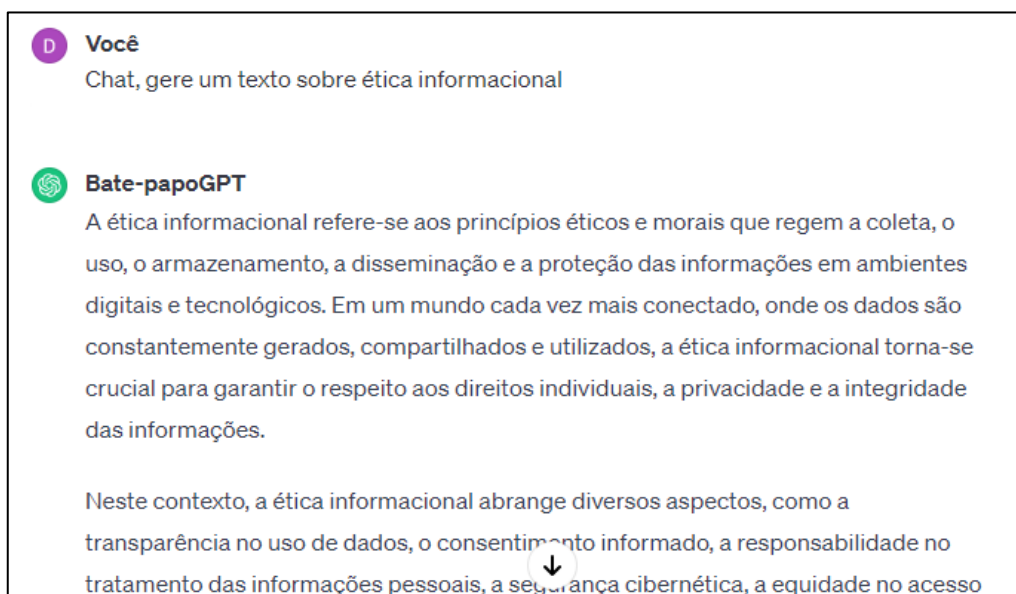 D
Você
Chat, gere um texto sobre ética informacional
Bate-papoGPT
A ética informacional refere-se aos princípios éticos e morais que regem a coleta, o
uso, o armazenamento, a disseminação e a proteção das informações em ambientes
digitais e tecnológicos. Em um mundo cada vez mais conectado, onde os dados são
constantemente gerados, compartilhados e utilizados, a ética informacional torna-se
crucial para garantir o respeito aos direitos individuais, a privacidade e a integridade
das informações.
Neste contexto, a ética informacional abrange diversos aspectos, como a
transparência no uso de dados, o consentimento informado, a responsabilidade no
tratamento das informações pessoais, a segurança cibernética, a equidade no acesso